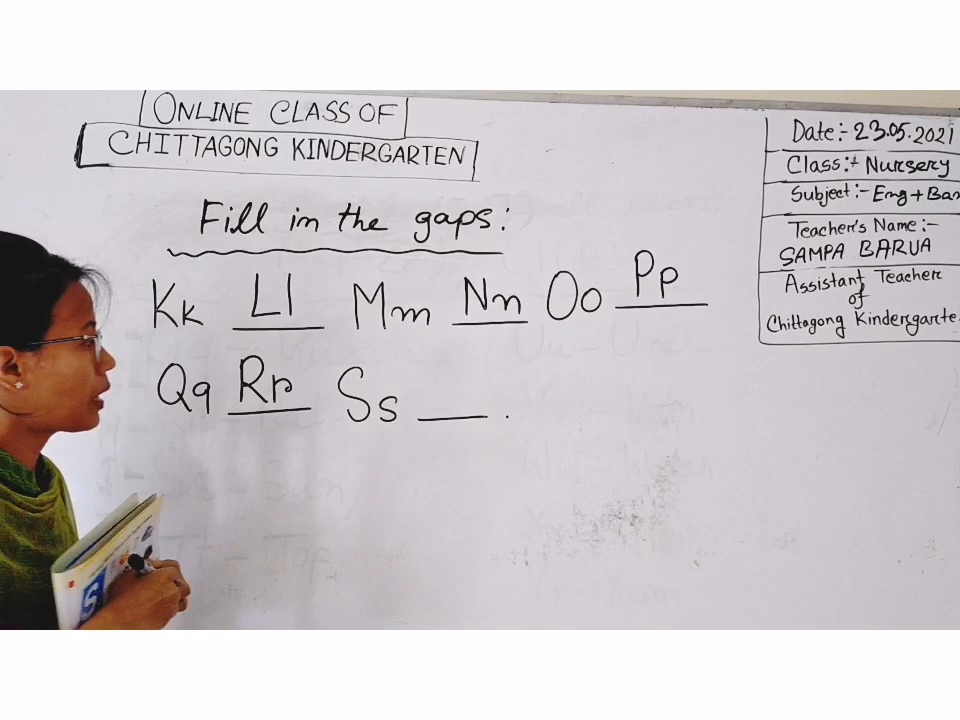 ONLINE CLASS OF
CHITTAGONG KINDERGARTEN
Date:- 23.05.2021
Class:- Nursery
Subject:- Eng + Ban
Teacher's Name:-
SAMPA BARUA
Assistant Teacher
of
Chittagong Kindergarte
Fill in the gaps:
Kk Ll Mm Nn Oo Pp
Qq Rr Ss ___ .